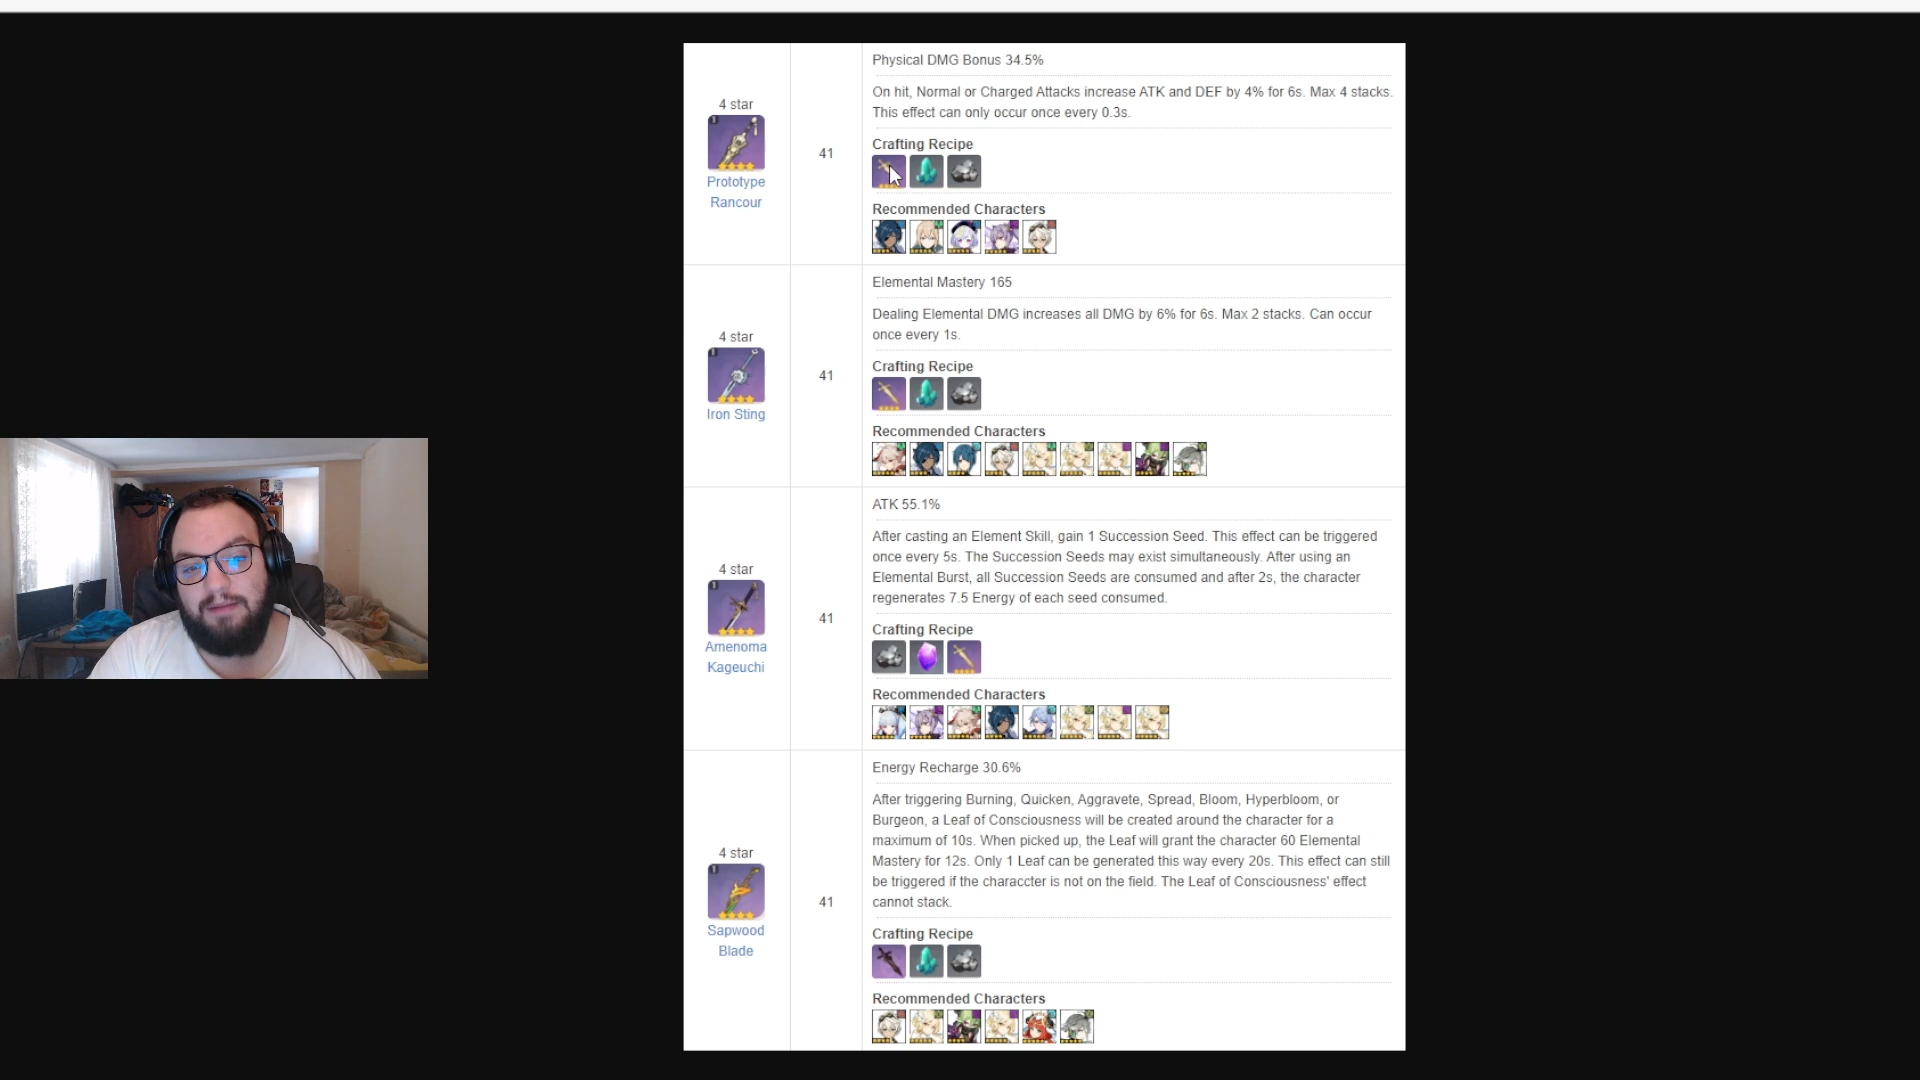 Physical DMG Bonus 34.5%
On hit, Normal or Charged Attacks increase ATK and DEF by 4% for 6s. Max 4 stacks.
This effect can only occur once every 0.3s.
4 star
Prototype
Rancour
41
Crafting Recipe
Recommended Characters
Elemental Mastery 165
Dealing Elemental DMG increases all DMG by 6% for 6s. Max 2 stacks. Can occur
once every 1s.
4 star
Iron Sting
41
Crafting Recipe
Recommended Characters
ATK 55.1%
After casting an Element Skill, gain 1 Succession Seed. This effect can be triggered
once every 5s. The Succession Seeds may exist simultaneously. After using an
Elemental Burst, all Succession Seeds are consumed and after 2s, the character
regenerates 7.5 Energy of each seed consumed.
4 star
Amenoma
Kageuchi
41
Crafting Recipe
Recommended Characters
Energy Recharge 30.6%
After triggering Burning, Quicken, Aggravete, Spread, Bloom, Hyperbloom, or
Burgeon, a Leaf of Consciousness will be created around the character for a
maximum of 10s. When picked up, the Leaf will grant the character 60 Elemental
Mastery for 12s. Only 1 Leaf can be generated this way every 20s. This effect can still
be triggered if the characcter is not on the field. The Leaf of Consciousness' effect
cannot stack.
4 star
Sapwood
Blade
41
Crafting Recipe
Recommended Characters